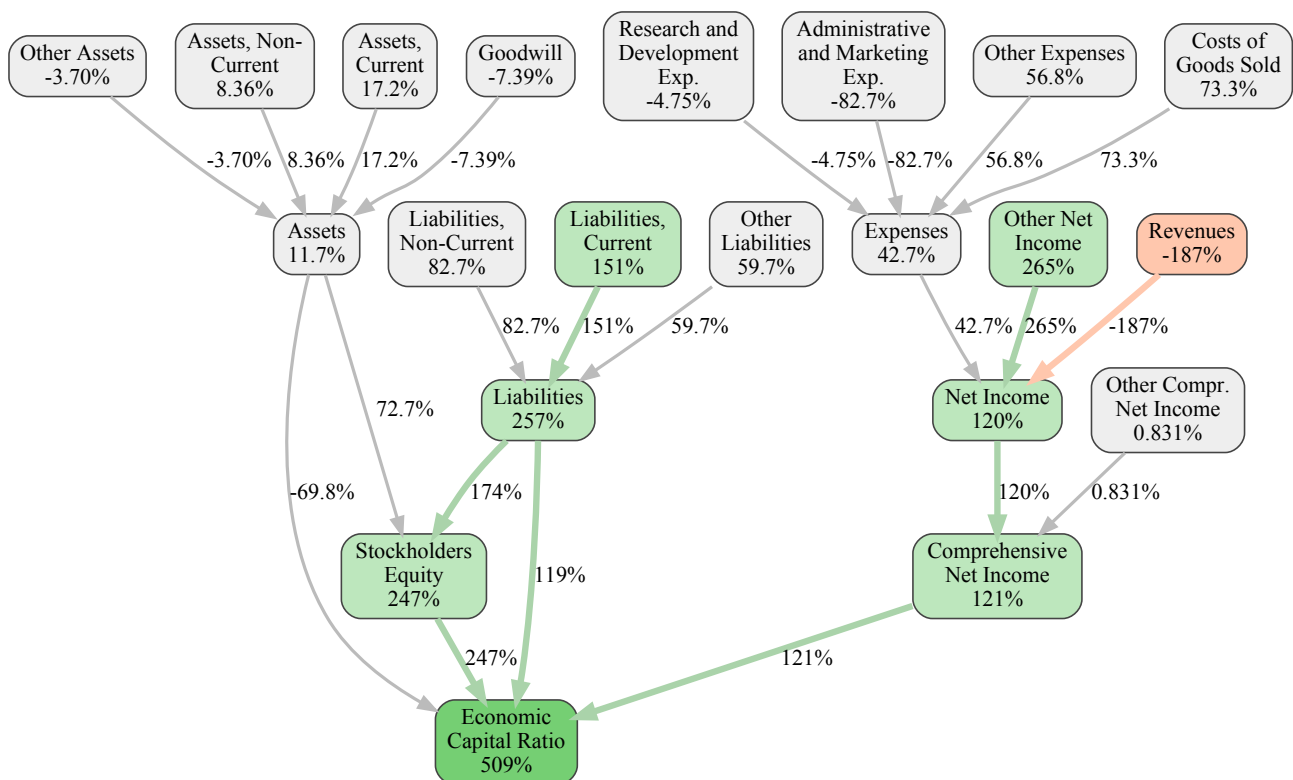 Other Assets
-3.70%
Assets, Non-
Current
8.36%
Assets,
Current
17.2%
Goodwill
-7.39%
Research and
Development
Exp.
-4.75%
Administrative
and Marketing
Exp.
-82.7%
Other Expenses
56.8%
Costs of
Goods Sold
73.3%
-3.70%
8.36%
17.2%
-7.39%
-4.75%
-82.7%
56.8%
73.3%
Assets
11.7%
Liabilities,
Non-Current
82.7%
Liabilities,
Current
151%
Other
Liabilities
59.7%
Expenses
42.7%
Other Net
Income
265%
Revenues
-187%
82.7%
151%
59.7%
42.7%
265%
-187%
72.7%
Liabilities
257%
Net Income
120%
Other Compr.
Net Income
0.831%
-69.8%
174%
120%
0.831%
Stockholders
Equity
247%
119%
Comprehensive
Net Income
121%
247%
121%
Economic
Capital Ratio
509%